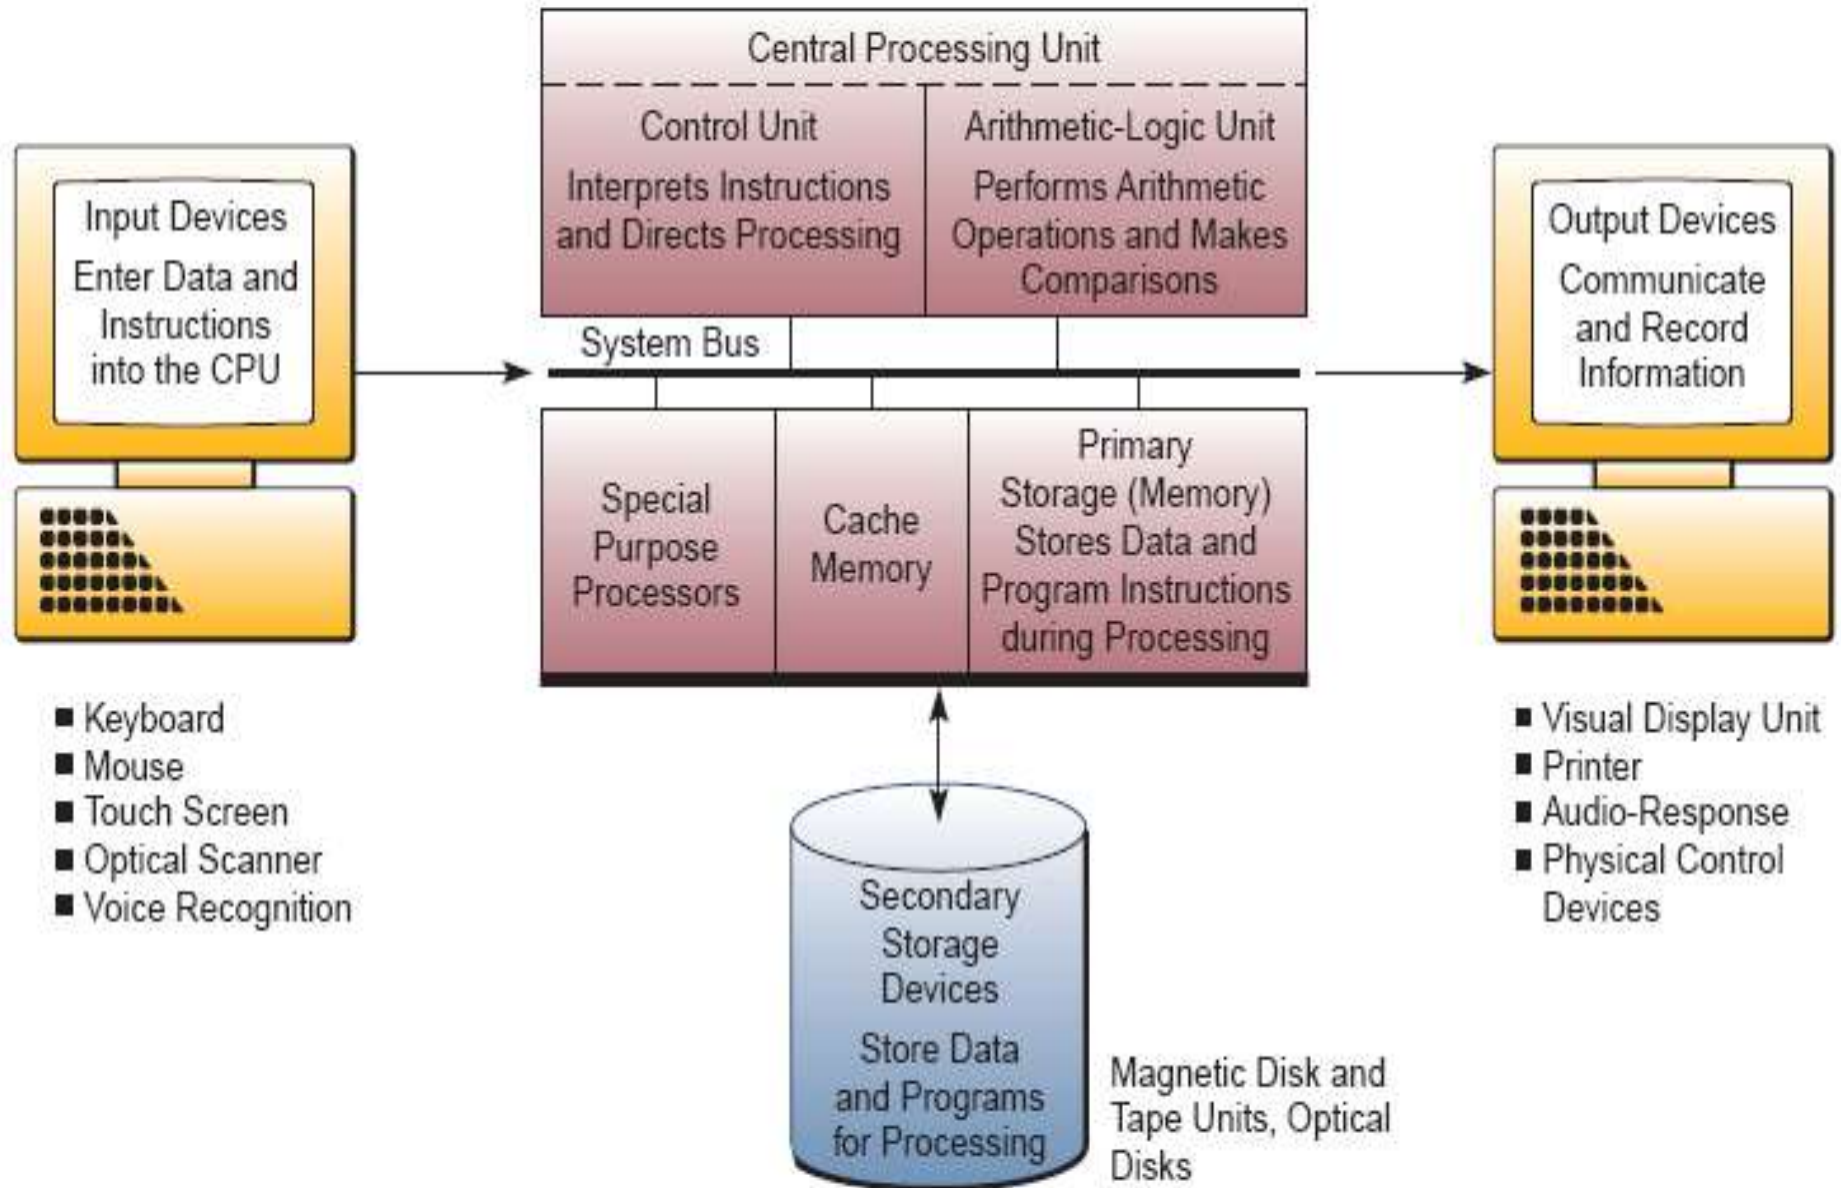 Central Processing Unit
Control Unit
Interprets Instructions
and Directs Processing
Arithmetic-Logic Unit
Performs Arithmetic
Operations and Makes
Comparisons
Input Devices
Enter Data and
Instructions
into the CPU
System Bus
Output Devices
Communicate
and Record
Information
Special
Purpose
Processors
Cache
Memory
Primary
Storage (Memory)
Stores Data and
Program Instructions
during Processing
■ Keyboard
■ Mouse
■ Touch Screen
■ Optical Scanner
■ Voice Recognition
■ Visual Display Unit
■ Printer
■ Audio-Response
■ Physical Control
Devices
Secondary
Storage
Devices
Store Data
and Programs
for Processing
Magnetic Disk and
Tape Units, Optical
Disks